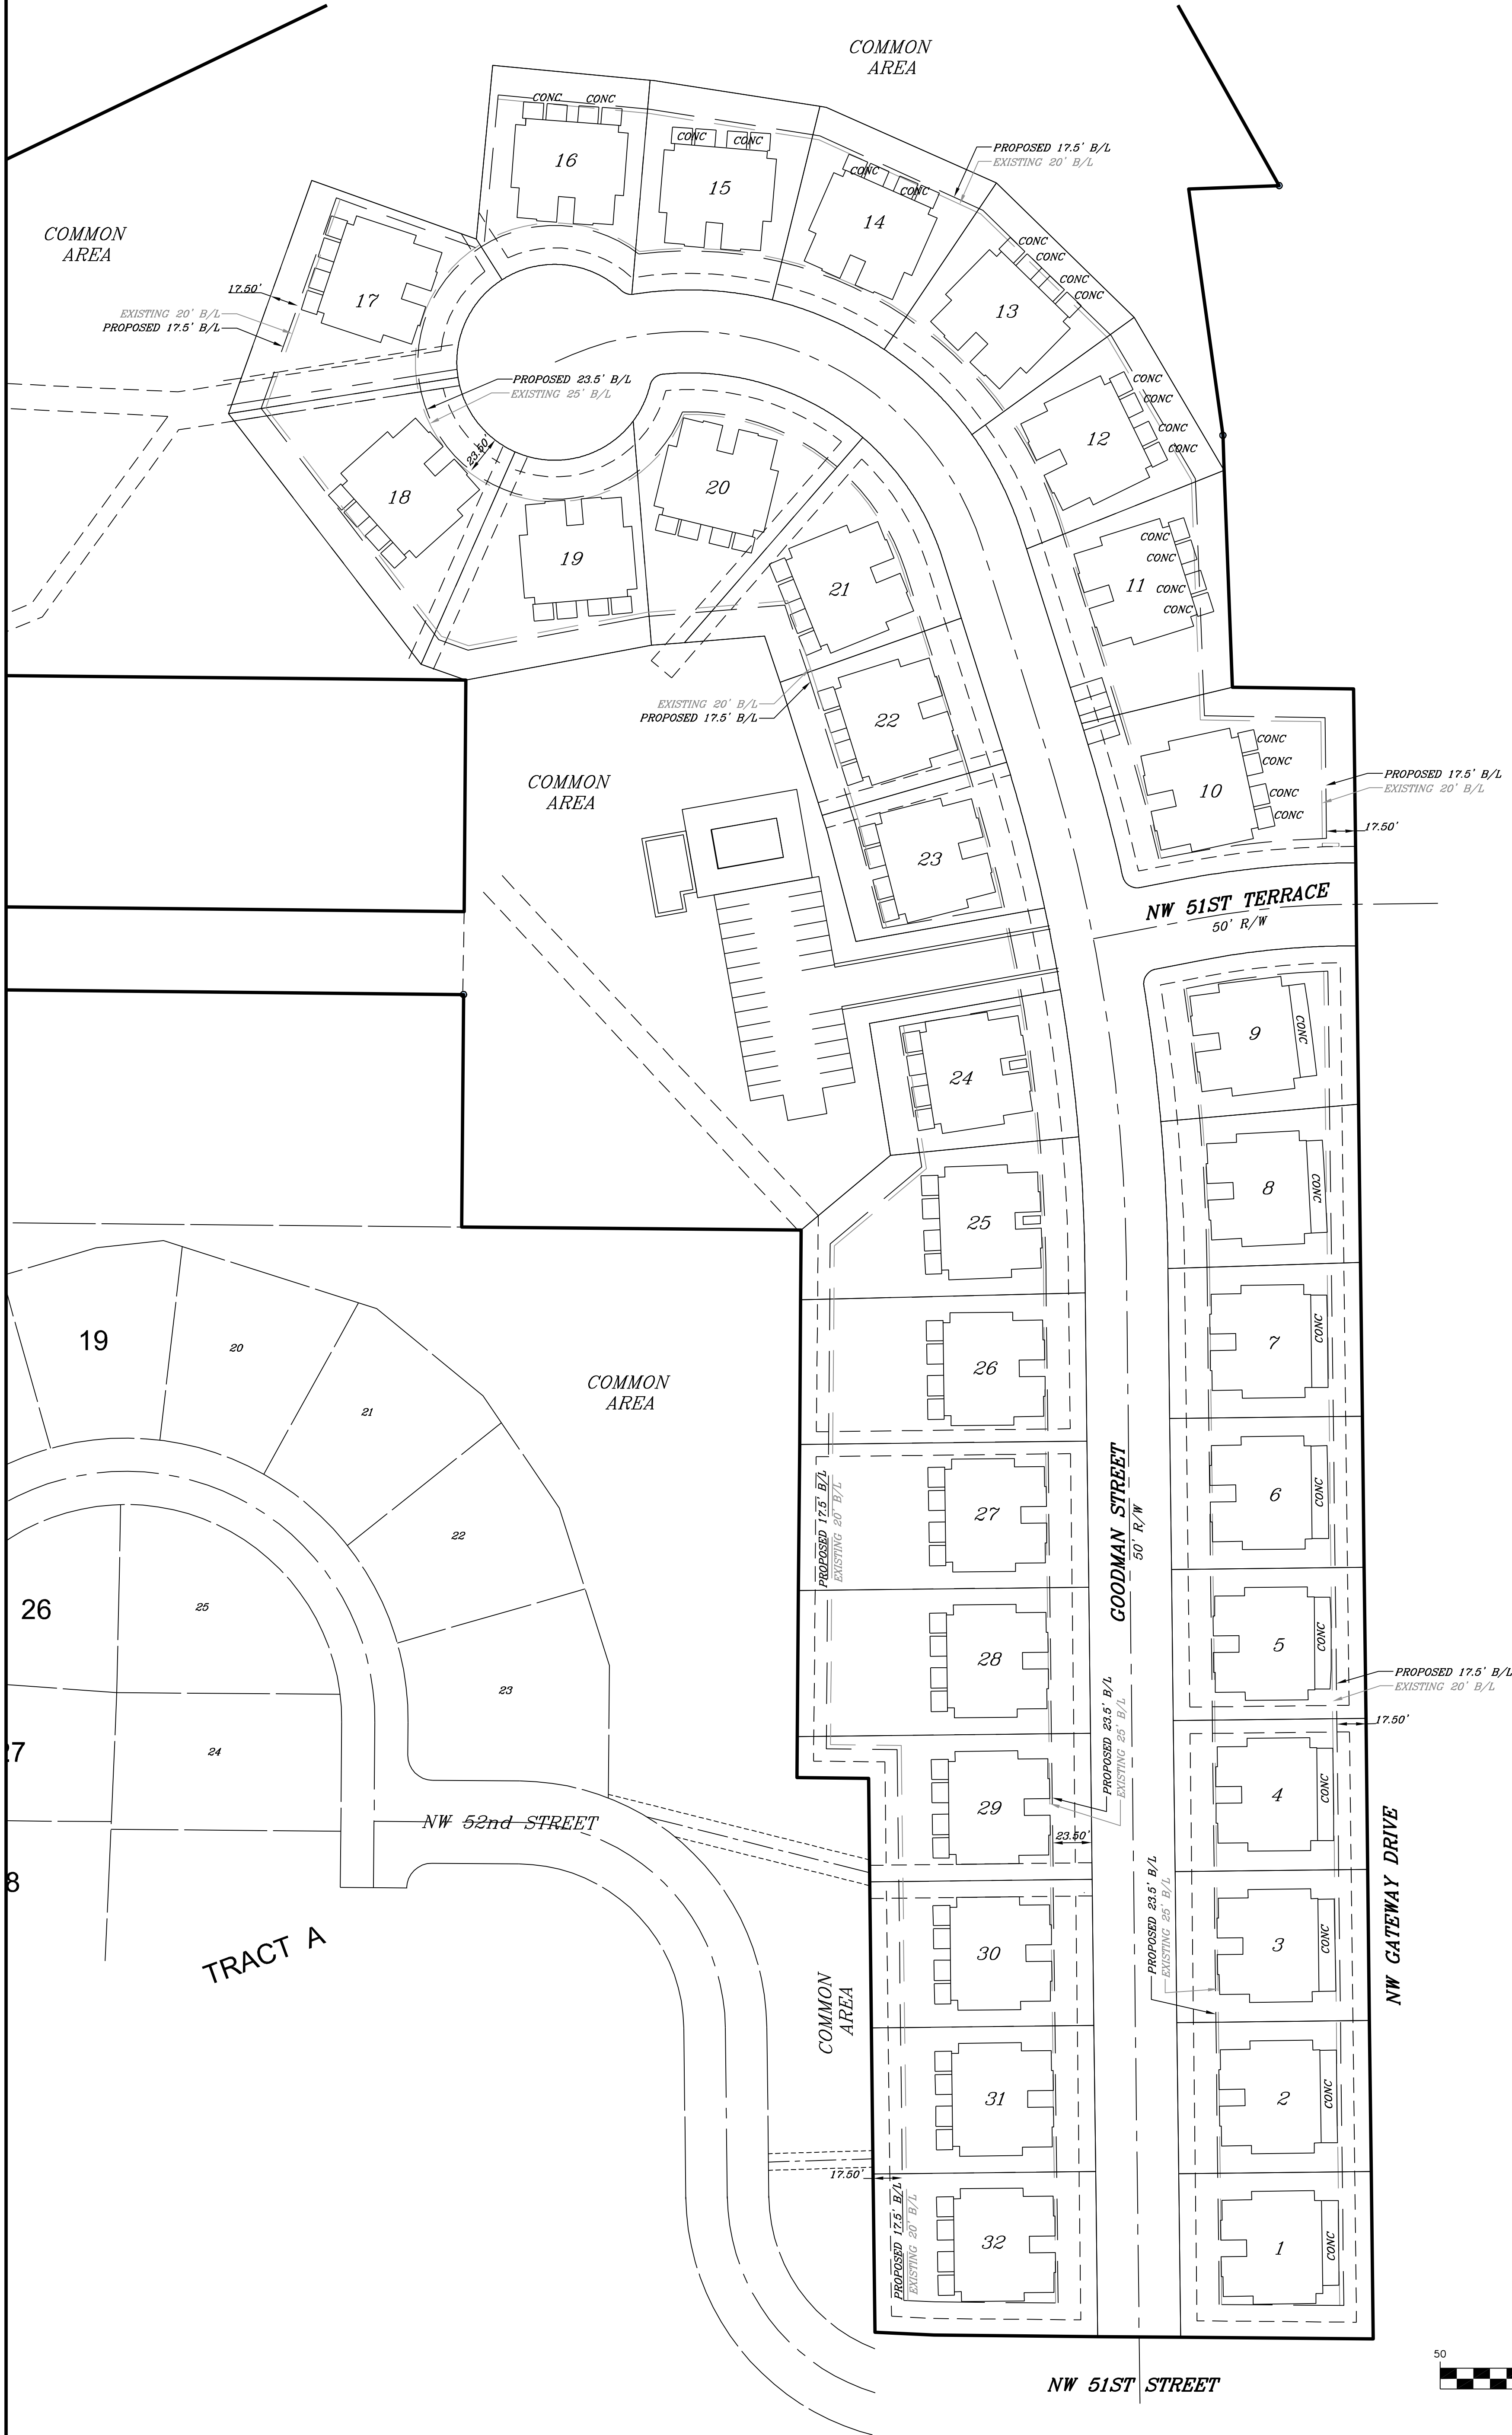 COMMON
AREA
CONC
CONC
16
CONC
CONC
15
CONC
CONC
14
PROPOSED 17.5' B/L
EXISTING 20' B/L
COMMON
AREA
17.50'
EXISTING 20' B/L
PROPOSED 17.5' B/L
17
CONC
CONC
CONC
CONC
13
PROPOSED 23.5' B/L
EXISTING 25' B/L
23.50'
CONC
CONC
CONC
CONC
12
18
19
20
21
CONC
CONC
CONC
CONC
11
EXISTING 20' B/L
PROPOSED 17.5' B/L
22
CONC
CONC
CONC
CONC
10
PROPOSED 17.5' B/L
EXISTING 20' B/L
17.50'
COMMON
AREA
23
NW 51ST TERRACE
50' R/W
9
CONC
24
8
CONC
25
19
20
21
22
23
24
25
26
27
8
COMMON
AREA
26
7
CONC
PROPOSED 17.5' B/L
EXISTING 20' B/L
27
GOODMAN STREET
50' R/W
6
CONC
28
5
CONC
PROPOSED 17.5' B/L
EXISTING 20' B/L
17.50'
PROPOSED 23.5' B/L
EXISTING 25' B/L
29
23.50'
4
CONC
NW 52nd STREET
TRACT A
PROPOSED 23.5' B/L
EXISTING 25' B/L
NW GATEWAY DRIVE
30
3
CONC
COMMON
AREA
31
2
CONC
17.50'
PROPOSED 17.5' B/L
EXISTING 20' B/L
32
1
CONC
NW 51ST STREET
50